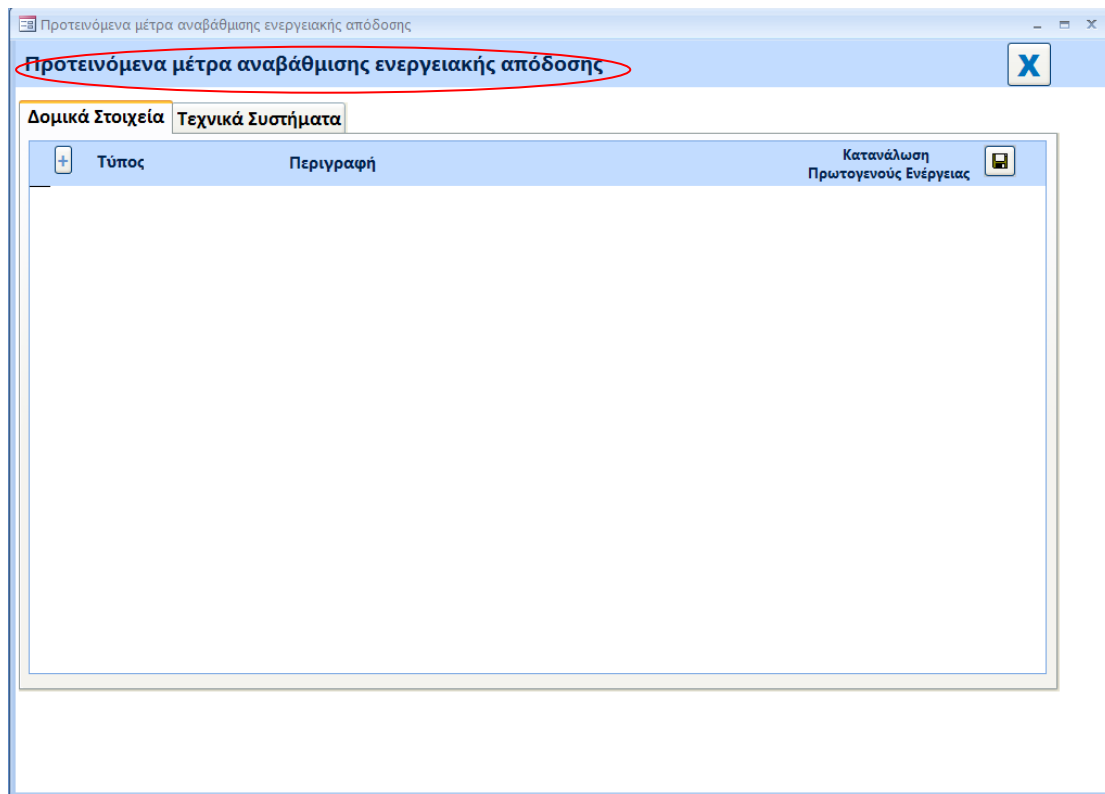 Προτεινόμενα μέτρα αναβάθμισης ενεργειακής απόδοσης
Προτεινόμενα μέτρα αναβάθμισης ενεργειακής απόδοσης
X
Δομικά Στοιχεία Τεχνικά Συστήματα
+ Τύπος Περιγραφή Κατανάλωση
Πρωτογενούς Ενέργειας